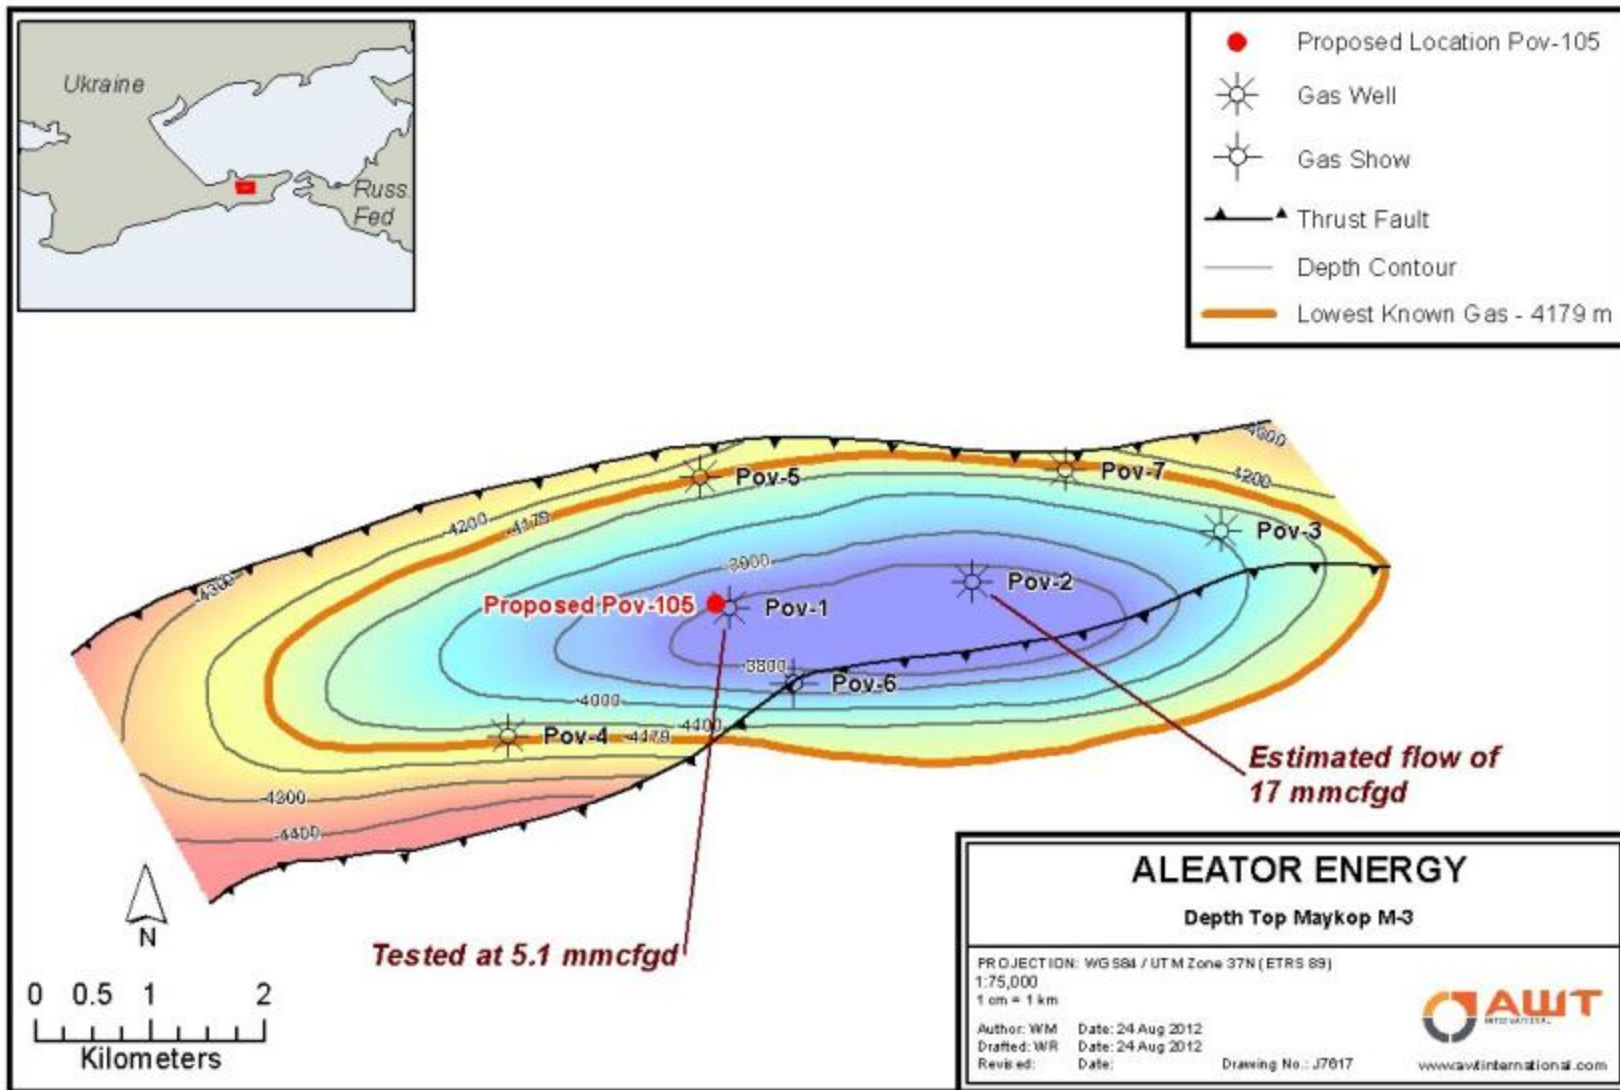 Ukraine
Russ.
Fed
Proposed Location Pov-105
Gas Well
Gas Show
Thrust Fault
Depth Contour
Lowest Known Gas - 4179 m
-4000
-4200
Pov-5
Pov-7
-4200
-4179
Pov-3
-3900
-4300
Pov-2
Proposed Pov-105
Pov-1
-3800
Pov-6
-4000
-4100
Pov-4
-4179
Estimated flow of
17 mmcfgd
-4300
-4400
N
Tested at 5.1 mmcfgd
0 0.5 1 2
Kilometers
ALEATOR ENERGY
Depth Top Maykop M-3
PROJECTION: WGS84 / UTM Zone 37N (ETRS 89)
1:75,000
1 cm = 1 km
Author: WM Date: 24 Aug 2012
Drafted: WR Date: 24 Aug 2012
Revised: Date: Drawing No.: J7617
AWT
INTERNATIONAL
www.awtinternational.com